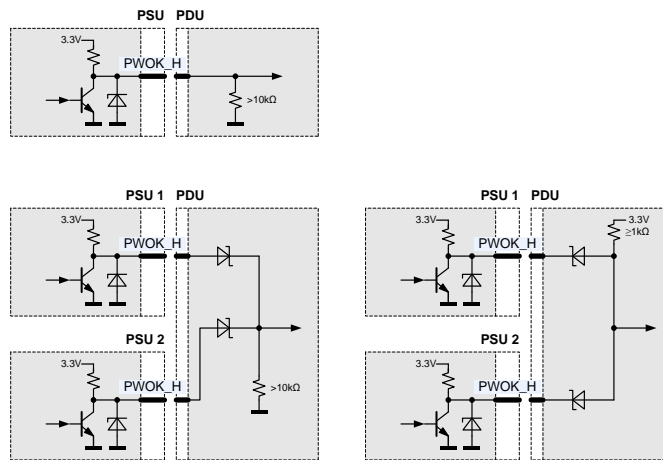 PSU PDU
3.3V
PWOK_H
>10kΩ
PSU 1 PDU
3.3V
PWOK_H
PSU 2
3.3V
PWOK_H
>10kΩ
PSU 1 PDU
3.3V
PWOK_H
3.3V
≥1kΩ
PSU 2
3.3V
PWOK_H